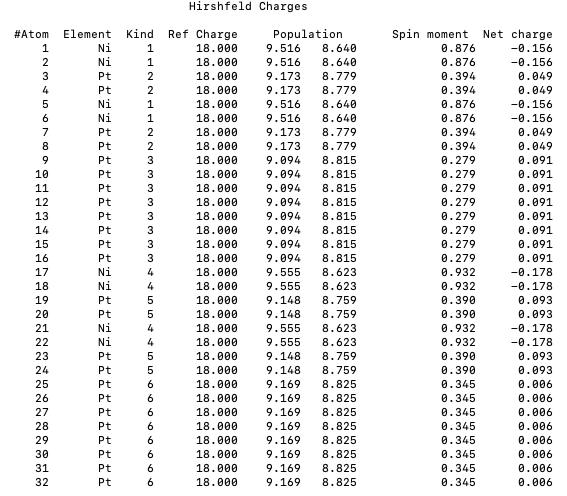 Hirshfeld Charges
#Atom Element Kind Ref Charge Population Spin moment Net charge
1 Ni 1 18.000 9.516 8.640 0.876 −0.156
2 Ni 1 18.000 9.516 8.640 0.876 −0.156
3 Pt 2 18.000 9.173 8.779 0.394 0.049
4 Pt 2 18.000 9.173 8.779 0.394 0.049
5 Ni 1 18.000 9.516 8.640 0.876 −0.156
6 Ni 1 18.000 9.516 8.640 0.876 −0.156
7 Pt 2 18.000 9.173 8.779 0.394 0.049
8 Pt 2 18.000 9.173 8.779 0.394 0.049
9 Pt 3 18.000 9.094 8.815 0.279 0.091
10 Pt 3 18.000 9.094 8.815 0.279 0.091
11 Pt 3 18.000 9.094 8.815 0.279 0.091
12 Pt 3 18.000 9.094 8.815 0.279 0.091
13 Pt 3 18.000 9.094 8.815 0.279 0.091
14 Pt 3 18.000 9.094 8.815 0.279 0.091
15 Pt 3 18.000 9.094 8.815 0.279 0.091
16 Pt 3 18.000 9.094 8.815 0.279 0.091
17 Ni 4 18.000 9.555 8.623 0.932 −0.178
18 Ni 4 18.000 9.555 8.623 0.932 −0.178
19 Pt 5 18.000 9.148 8.759 0.390 0.093
20 Pt 5 18.000 9.148 8.759 0.390 0.093
21 Ni 4 18.000 9.555 8.623 0.932 −0.178
22 Ni 4 18.000 9.555 8.623 0.932 −0.178
23 Pt 5 18.000 9.148 8.759 0.390 0.093
24 Pt 5 18.000 9.148 8.759 0.390 0.093
25 Pt 6 18.000 9.169 8.825 0.345 0.006
26 Pt 6 18.000 9.169 8.825 0.345 0.006
27 Pt 6 18.000 9.169 8.825 0.345 0.006
28 Pt 6 18.000 9.169 8.825 0.345 0.006
29 Pt 6 18.000 9.169 8.825 0.345 0.006
30 Pt 6 18.000 9.169 8.825 0.345 0.006
31 Pt 6 18.000 9.169 8.825 0.345 0.006
32 Pt 6 18.000 9.169 8.825 0.345 0.006